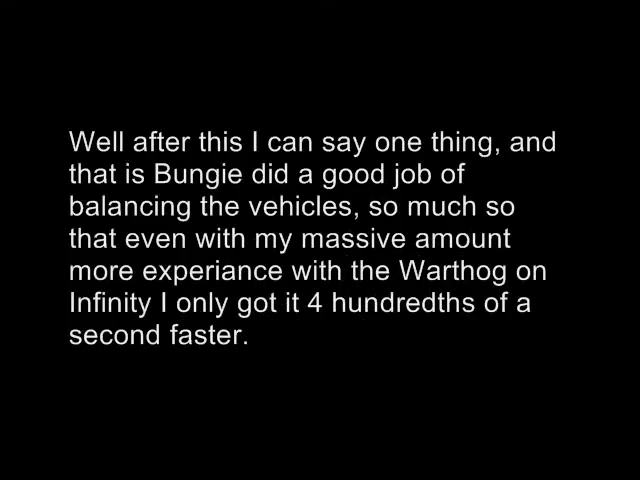 Well after this I can say one thing, and
that is Bungie did a good job of
balancing the vehicles, so much so
that even with my massive amount
more experiance with the Warthog on
Infinity I only got it 4 hundredths of a
second faster.